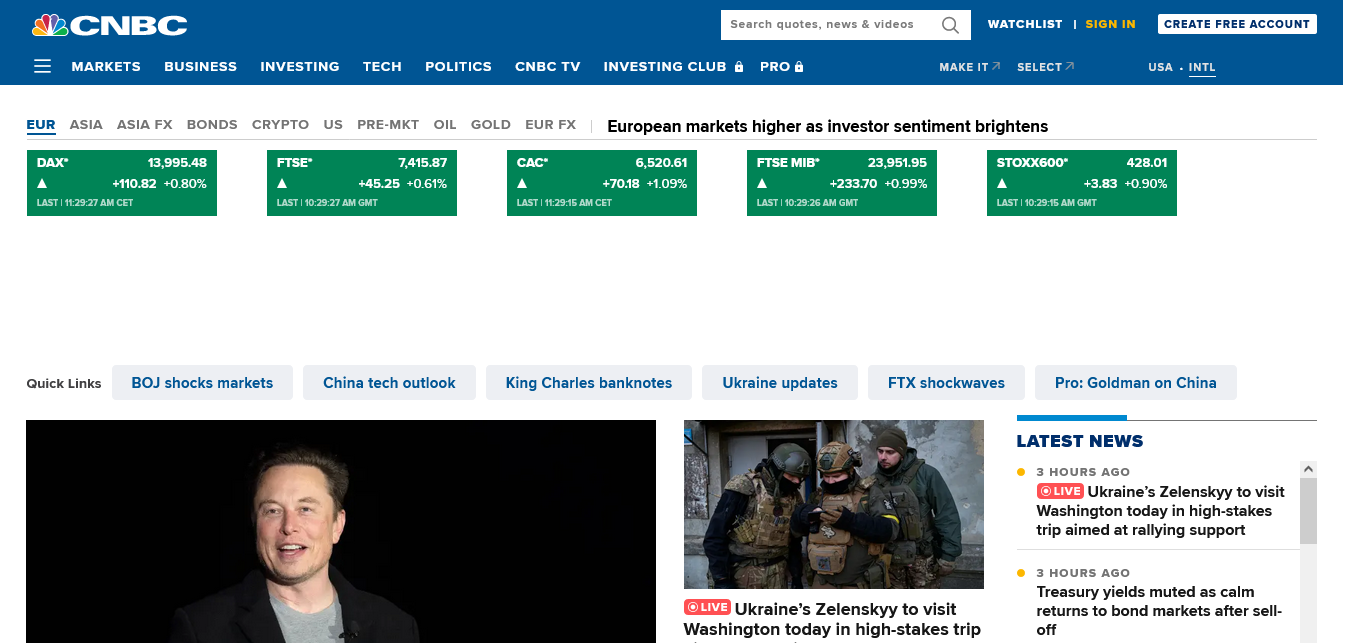 CNBC
Search quotes, news & videos
WATCHLIST | SIGN IN
CREATE FREE ACCOUNT
MARKETS BUSINESS INVESTING TECH POLITICS CNBC TV INVESTING CLUB PRO
MAKE IT SELECT USA • INTL
EUR ASIA ASIA FX BONDS CRYPTO US PRE-MKT OIL GOLD EUR FX
European markets higher as investor sentiment brightens
DAX* 13,995.48
▲ +110.82 +0.80%
LAST | 11:29:27 AM CET
FTSE* 7,415.87
▲ +45.25 +0.61%
LAST | 10:29:27 AM GMT
CAC* 6,520.61
▲ +70.18 +1.09%
LAST | 11:29:15 AM CET
FTSE MIB* 23,951.95
▲ +233.70 +0.99%
LAST | 10:29:26 AM GMT
STOXX600* 428.01
▲ +3.83 +0.90%
LAST | 10:29:15 AM GMT
Quick Links
BOJ shocks markets
China tech outlook
King Charles banknotes
Ukraine updates
FTX shockwaves
Pro: Goldman on China
LIVE Ukraine’s Zelenskyy to visit
Washington today in high-stakes trip
LATEST NEWS
3 HOURS AGO
LIVE Ukraine’s Zelenskyy to visit
Washington today in high-stakes
trip aimed at rallying support
3 HOURS AGO
Treasury yields muted as calm
returns to bond markets after sell-
off